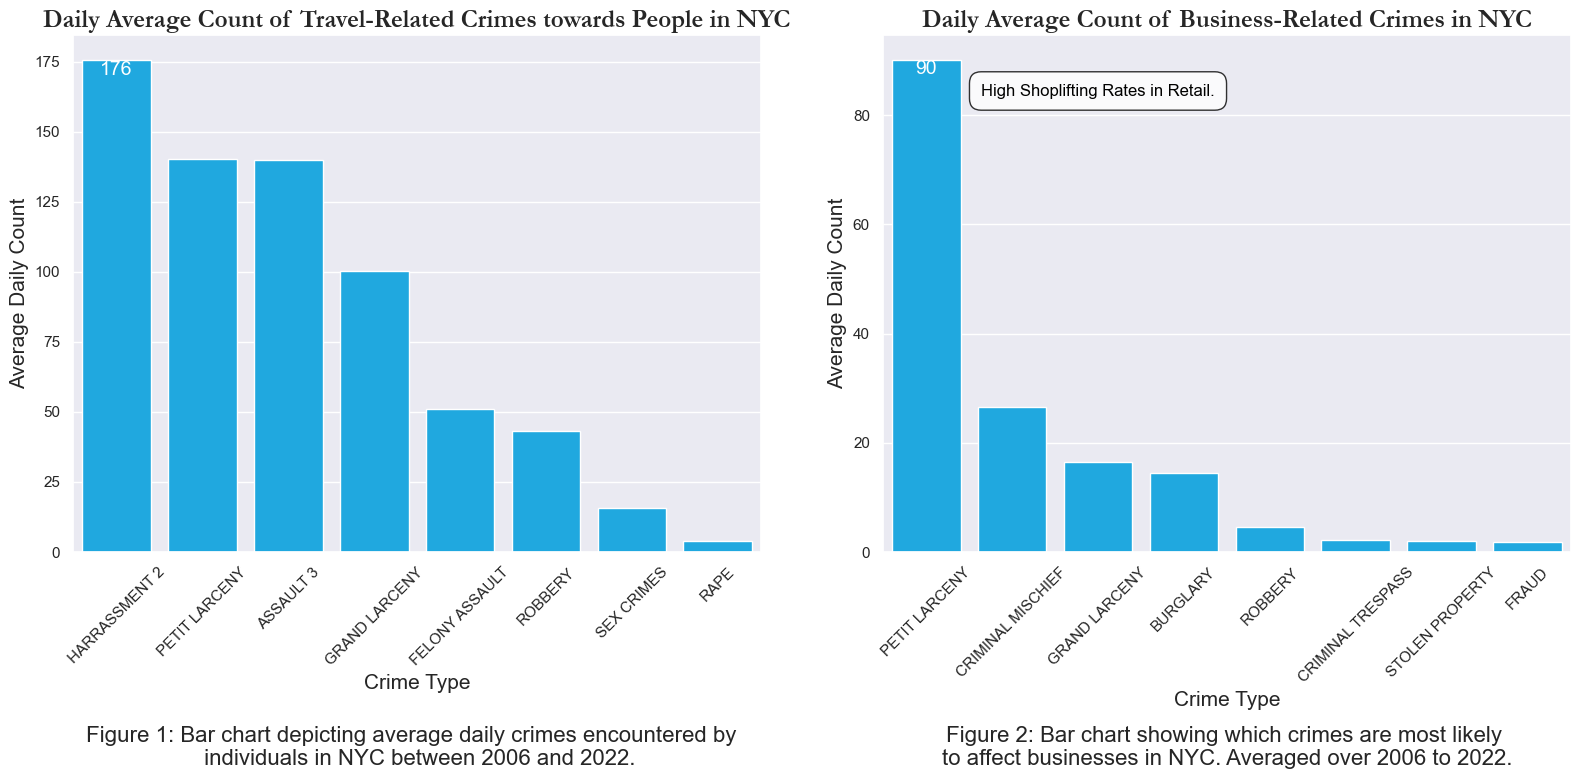 Daily Average Count of Travel-Related Crimes towards People in NYC
175
150
125
100
75
50
25
0
176
Average Daily Count
HARRASSMENT 2
PETIT LARCENY
ASSAULT 3
GRAND LARCENY
FELONY ASSAULT
ROBBERY
SEX CRIMES
RAPE
Crime Type
Figure 1: Bar chart depicting average daily crimes encountered by
individuals in NYC between 2006 and 2022.
Daily Average Count of Business-Related Crimes in NYC
80
60
40
20
0
90
High Shoplifting Rates in Retail.
Average Daily Count
PETIT LARCENY
CRIMINAL MISCHIEF
GRAND LARCENY
BURGLARY
ROBBERY
CRIMINAL TRESPASS
STOLEN PROPERTY
FRAUD
Crime Type
Figure 2: Bar chart showing which crimes are most likely
to affect businesses in NYC. Averaged over 2006 to 2022.